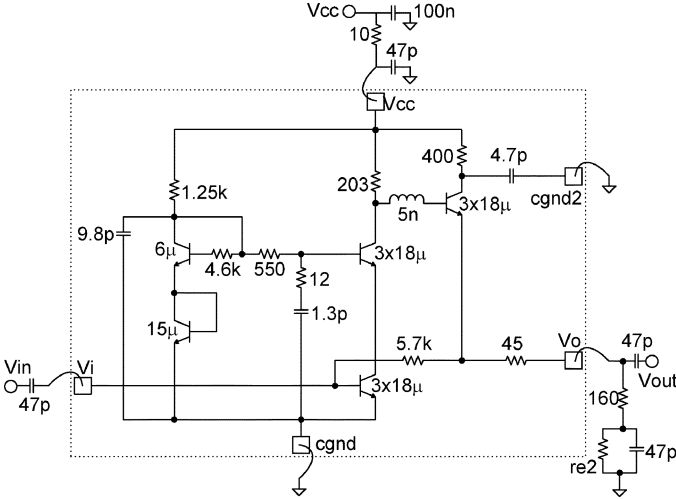 Vcc
100n
10
47p
Vcc
400
4.7p
203
cgnd2
1.25k
5n
3x18μ
9.8p
6μ
4.6k
550
3x18μ
12
1.3p
15μ
5.7k
45
Vo
47p
Vin
Vi
3x18μ
Vout
47p
160
cgnd
47p
re2